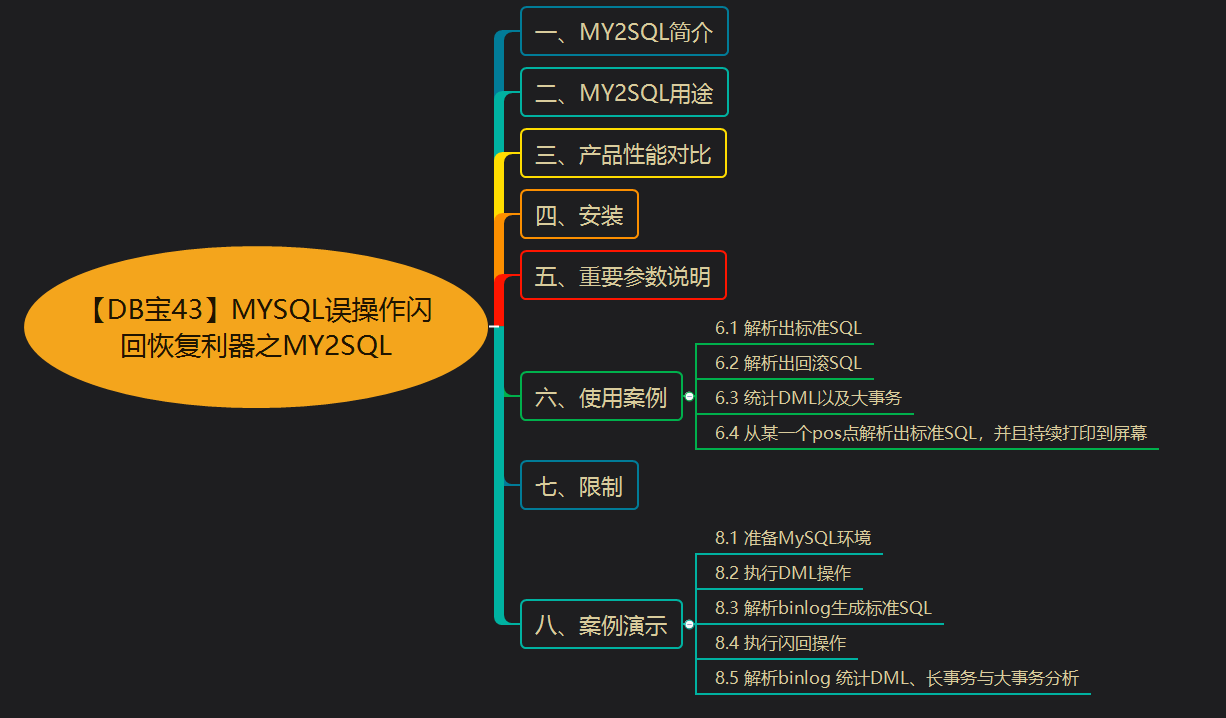 【DB宝43】MYSQL误操作闪
回恢复利器之MY2SQL
一、MY2SQL简介
二、MY2SQL用途
三、产品性能对比
四、安装
五、重要参数说明
六、使用案例
6.1 解析出标准SQL
6.2 解析出回滚SQL
6.3 统计DML以及大事务
6.4 从某一个pos点解析出标准SQL，并且持续打印到屏幕
七、限制
八、案例演示
8.1 准备MySQL环境
8.2 执行DML操作
8.3 解析binlog生成标准SQL
8.4 执行闪回操作
8.5 解析binlog 统计DML、长事务与大事务分析